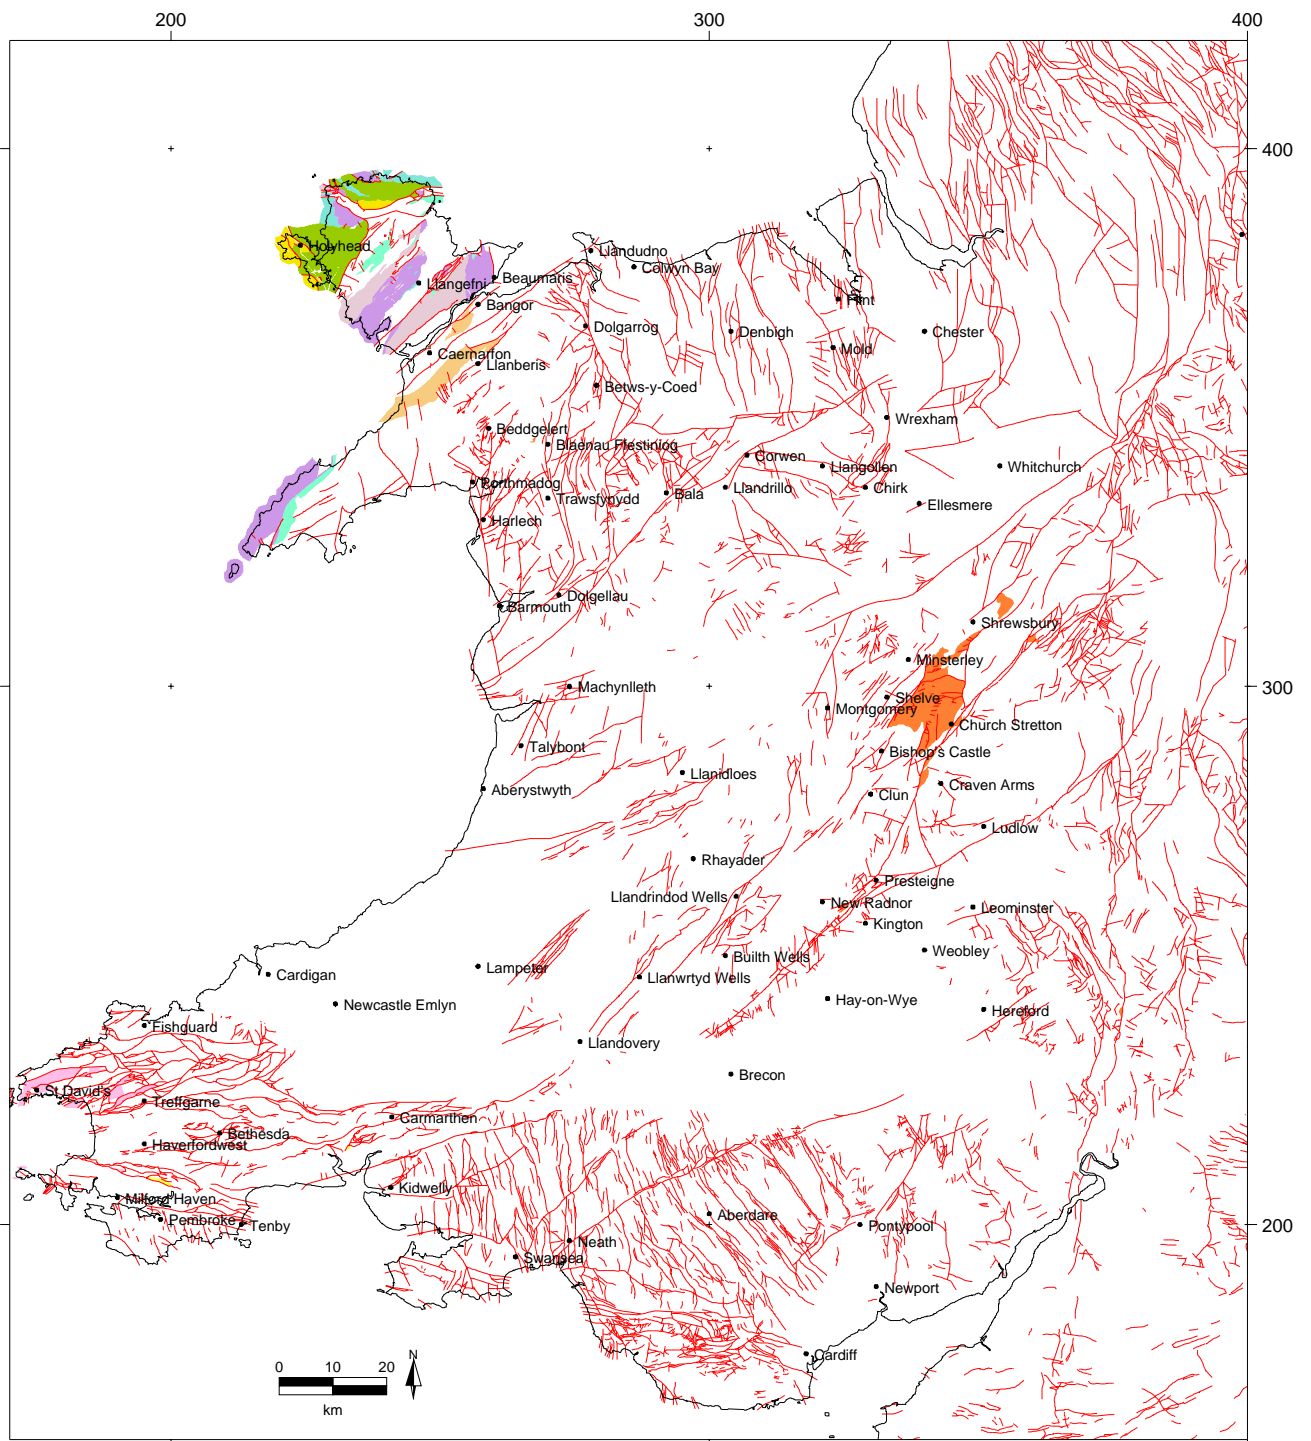 200 300 400
400
Holyhead
Llandudno
Colwyn Bay
Llangefni
Beaumaris
Bangor
Flint
Dolgarrog
Denbigh
Chester
Mold
Caernarfon
Llanberis
Betws-y-Coed
Wrexham
Beddgelert
Blaenau Ffestiniog
Corwen
Llangollen
Whitchurch
Porthmadog
Trawsfynydd
Bala
Llandrillo
Chirk
Ellesmere
Harlech
Dolgellau
Barmouth
Shrewsbury
Minsterley
300
Machynlleth
Shelve
Montgomery
Church Stretton
Talybont
Bishop's Castle
Llanidloes
Aberystwyth
Craven Arms
Clun
Ludlow
Rhayader
Presteigne
Llandrindod Wells
New Radnor
Leominster
Kington
Builth Wells
Weobley
Lampeter
Cardigan
Llanwrtyd Wells
Newcastle Emlyn
Hay-on-Wye
Hereford
Fishguard
Llandovery
Brecon
St David's
Treffgarne
Carmarthen
Bethesda
Haverfordwest
Kidwelly
Milford Haven
Pembroke
Tenby
Aberdare
Pontypool
200
Neath
Swansea
Newport
Cardiff
0 10 20
N
km